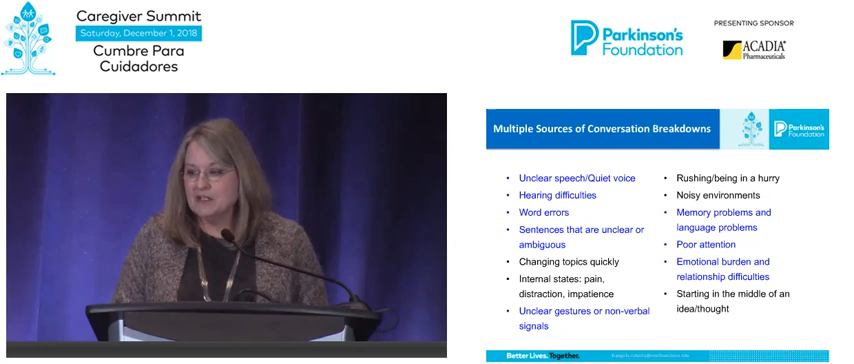 Caregiver Summit
Saturday, December 1, 2018
Cumbre Para
Cuidadores
Parkinson's
Foundation
PRESENTING SPONSOR
ACADIA
Pharmaceuticals
Multiple Sources of Conversation Breakdowns
Parkinson's
Foundation
• Unclear speech/Quiet voice
• Hearing difficulties
• Word errors
• Sentences that are unclear or
ambiguous
• Changing topics quickly
• Internal states: pain,
distraction, impatience
• Unclear gestures or non-verbal
signals
• Rushing/being in a hurry
• Noisy environments
• Memory problems and
language problems
• Poor attention
• Emotional burden and
relationship difficulties
• Starting in the middle of an
idea/thought
Better Lives. Together.